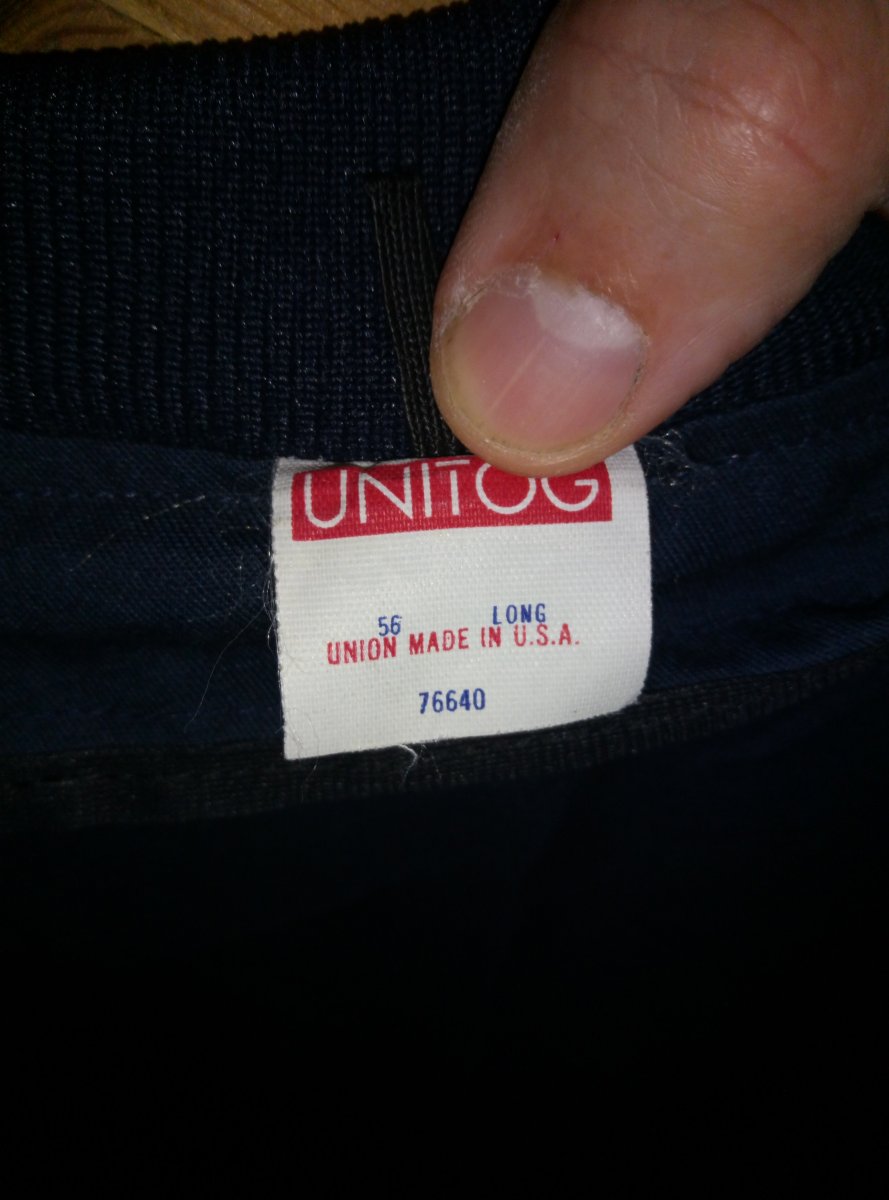 UNITOG
56 LONG
UNION MADE IN U.S.A.
76640